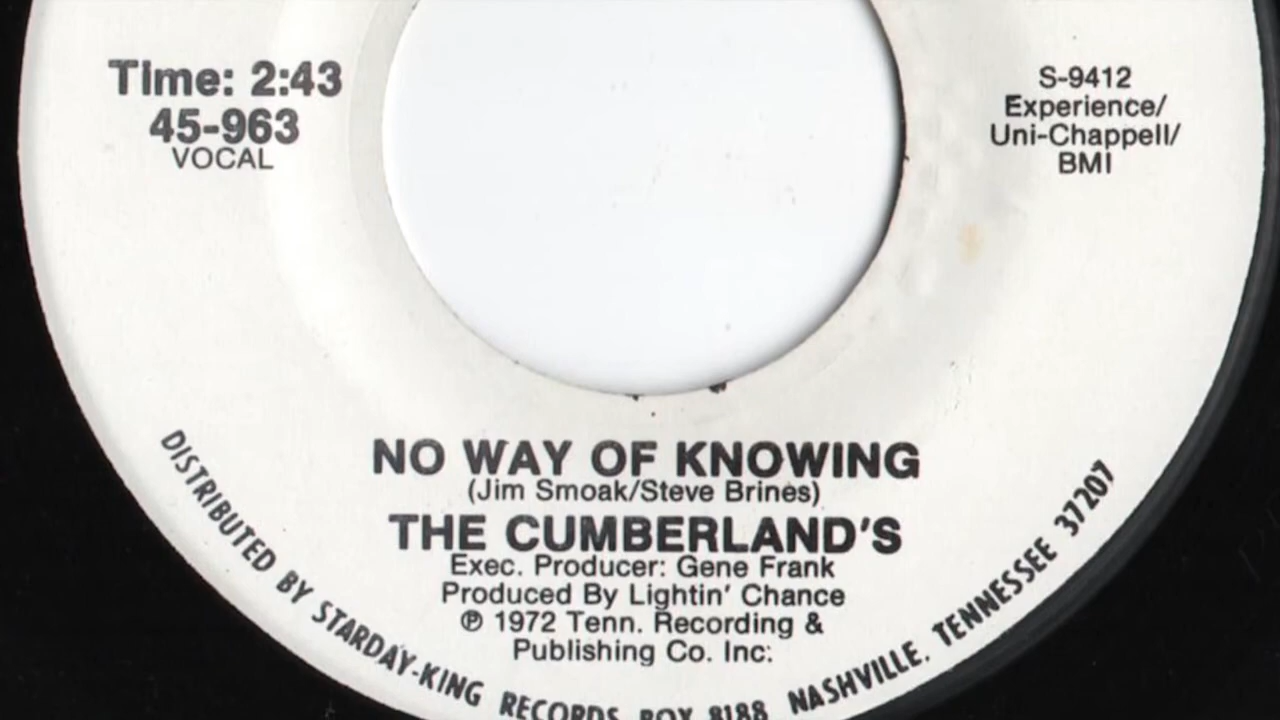 Time: 2:43
45-963
VOCAL
S-9412
Experience/
Uni-Chappell/
BMI
NO WAY OF KNOWING
(Jim Smoak/Steve Brines)
THE CUMBERLAND'S
Exec. Producer: Gene Frank
Produced By Lightin' Chance
℗ 1972 Tenn. Recording &
Publishing Co. Inc.
DISTRIBUTED BY STARDAY-KING RECORDS, BOX 8188 NASHVILLE, TENNESSEE 37207